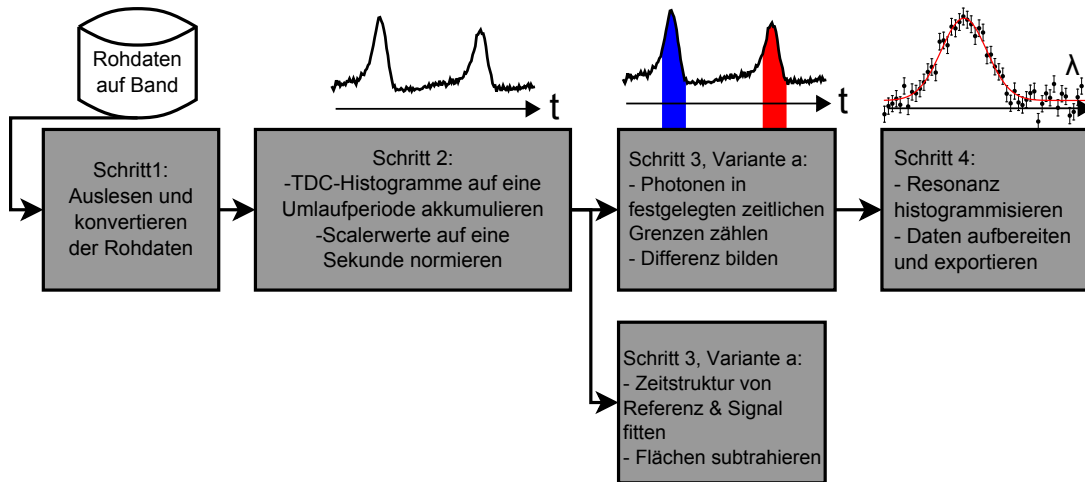 Rohdaten
auf Band
t
t
λ
Schritt1:
Auslesen und
konvertieren
der Rohdaten
Schritt 2:
-TDC-Histogramme auf eine
Umlaufperiode akkumulieren
-Scalerwerte auf eine
Sekunde normieren
Schritt 3, Variante a:
- Photonen in
festgelegten zeitlichen
Grenzen zählen
- Differenz bilden
Schritt 4:
- Resonanz
histogrammisieren
- Daten aufbereiten
und exportieren
Schritt 3, Variante a:
- Zeitstruktur von
Referenz & Signal
fitten
- Flächen subtrahieren